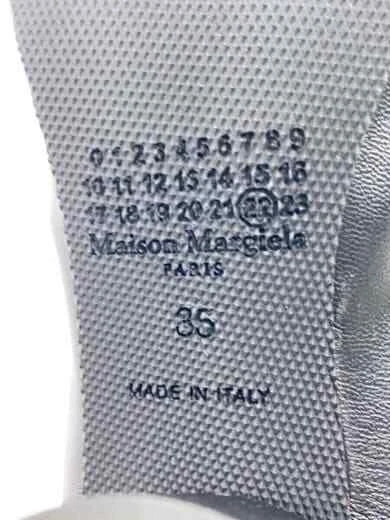 0 1 2 3 4 5 6 7 8 9
10 11 12 13 14 15 16
17 18 19 20 21 22 23
Maison Margiela
PARIS
35
MADE IN ITALY